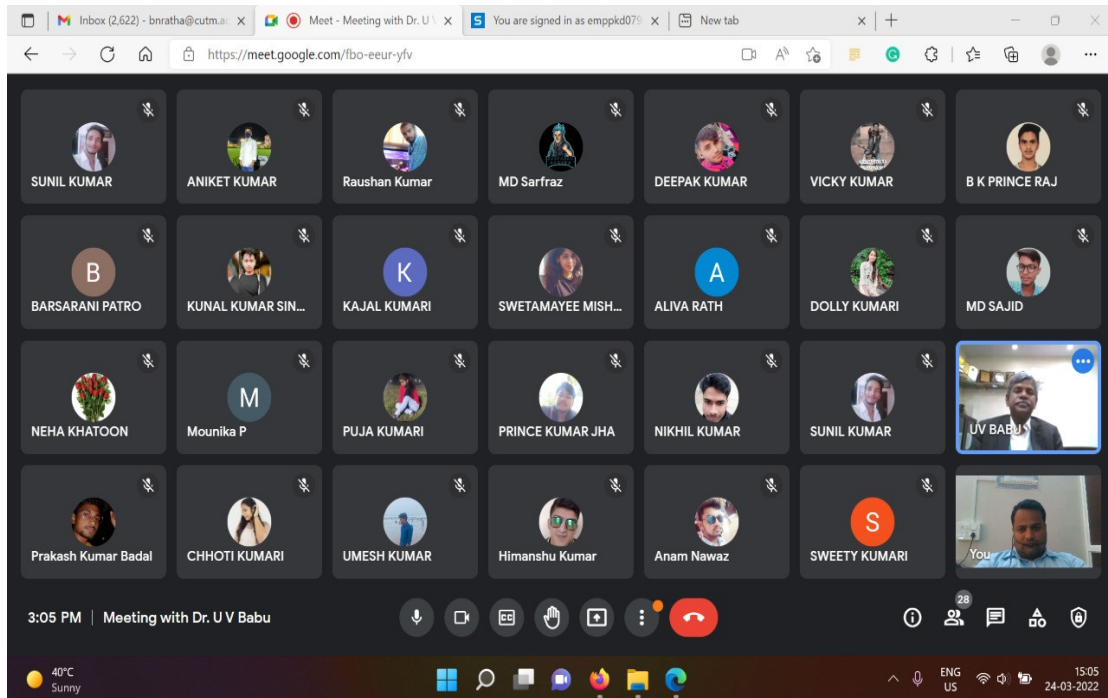 Inbox (2,622) - bnratha@cutm.ac
Meet - Meeting with Dr. U V
You are signed in as emppkd079
New tab
https://meet.google.com/fbo-eeur-yfv
SUNIL KUMAR
ANIKET KUMAR
Raushan Kumar
MD Sarfraz
DEEPAK KUMAR
VICKY KUMAR
B K PRINCE RAJ
B
K
A
BARSARANI PATRO
KUNAL KUMAR SIN...
KAJAL KUMARI
SWETAMAYEE MISH...
ALIVA RATH
DOLLY KUMARI
MD SAJID
M
NEHA KHATOON
Mounika P
PUJA KUMARI
PRINCE KUMAR JHA
NIKHIL KUMAR
SUNIL KUMAR
UV BABU
S
Prakash Kumar Badal
CHHOTI KUMARI
UMESH KUMAR
Himanshu Kumar
Anam Nawaz
SWEETY KUMARI
You
3:05 PM | Meeting with Dr. U V Babu
28
40°C
Sunny
ENG
US
15:05
24-03-2022